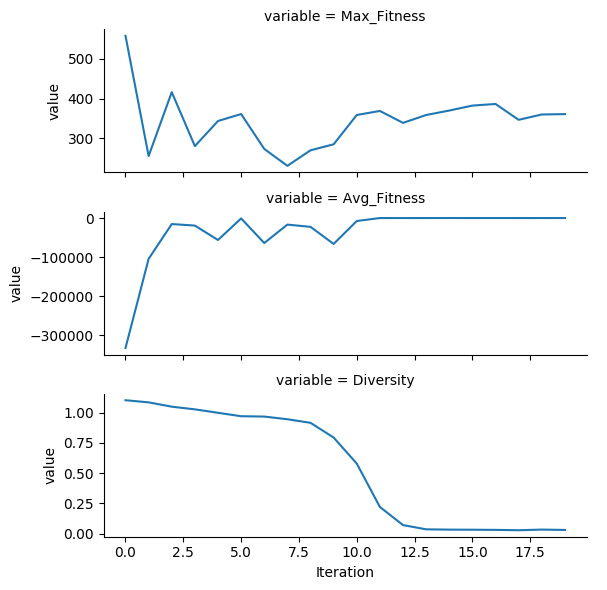 variable = Max_Fitness
500
400
300
value
variable = Avg_Fitness
0
−100000
−200000
−300000
value
variable = Diversity
1.00
0.75
0.50
0.25
0.00
value
0.0 2.5 5.0 7.5 10.0 12.5 15.0 17.5
Iteration